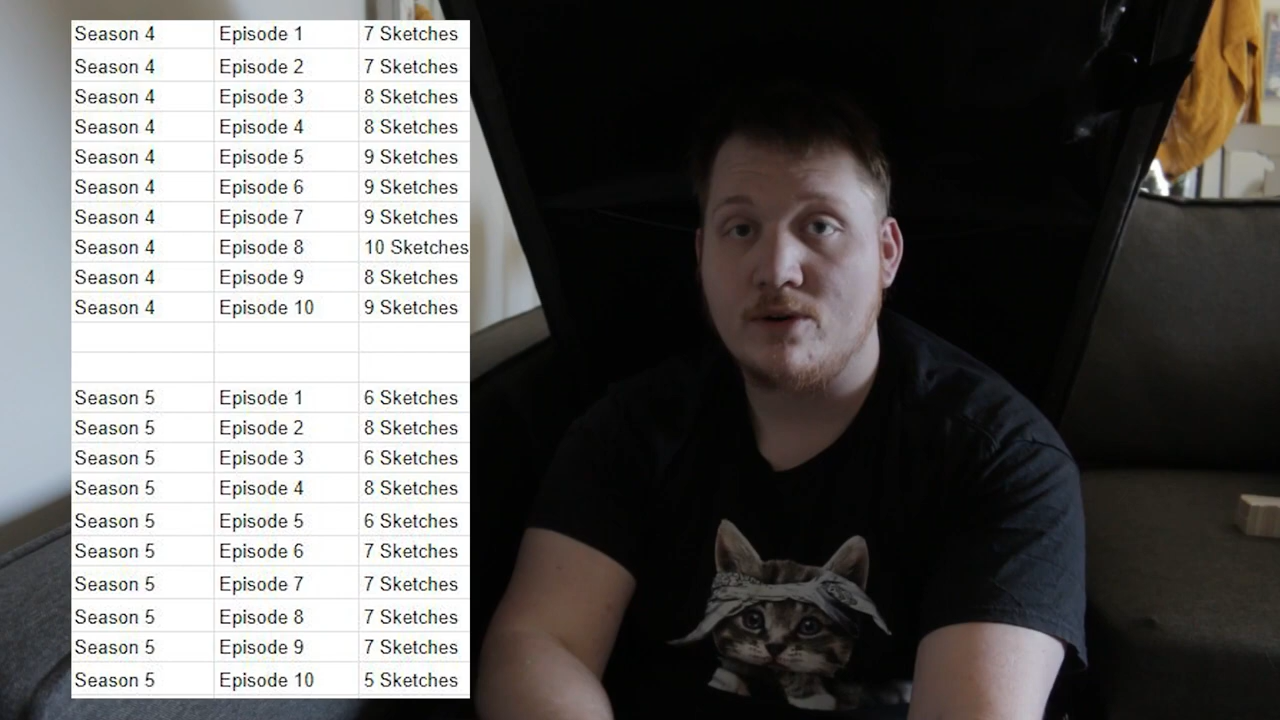 Season 4 Episode 1 7 Sketches
Season 4 Episode 2 7 Sketches
Season 4 Episode 3 8 Sketches
Season 4 Episode 4 8 Sketches
Season 4 Episode 5 9 Sketches
Season 4 Episode 6 9 Sketches
Season 4 Episode 7 9 Sketches
Season 4 Episode 8 10 Sketches
Season 4 Episode 9 8 Sketches
Season 4 Episode 10 9 Sketches
Season 5 Episode 1 6 Sketches
Season 5 Episode 2 8 Sketches
Season 5 Episode 3 6 Sketches
Season 5 Episode 4 8 Sketches
Season 5 Episode 5 6 Sketches
Season 5 Episode 6 7 Sketches
Season 5 Episode 7 7 Sketches
Season 5 Episode 8 7 Sketches
Season 5 Episode 9 7 Sketches
Season 5 Episode 10 5 Sketches